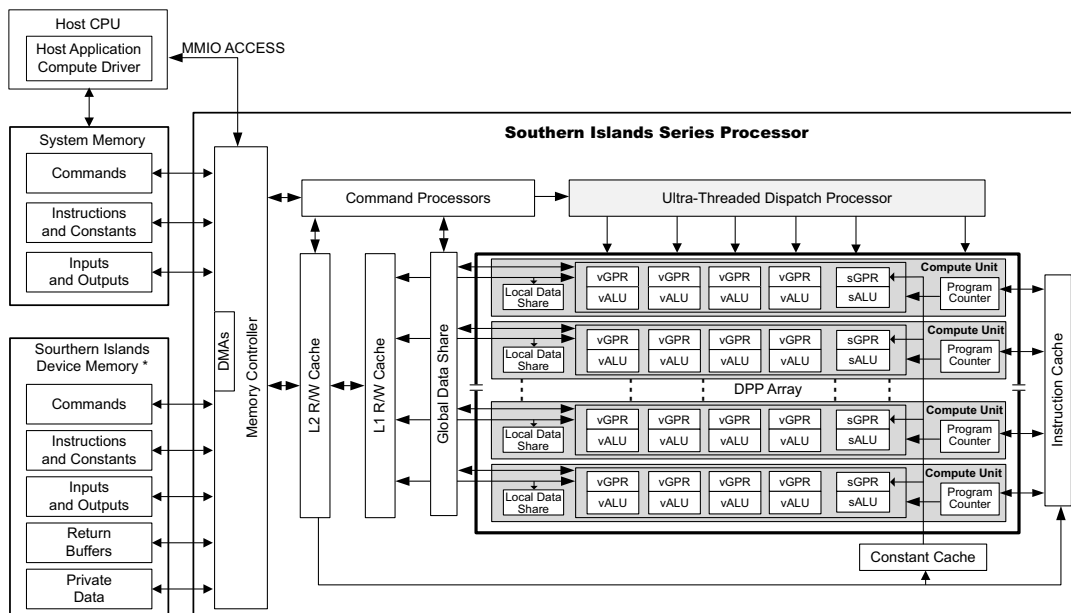 Host CPU
Host Application
Compute Driver
MMIO ACCESS
System Memory
Commands
Instructions
and Constants
Inputs
and Outputs
Sourthern Islands
Device Memory *
Commands
Instructions
and Constants
Inputs
and Outputs
Return
Buffers
Private
Data
Southern Islands Series Processor
DMAs
Memory Controller
Command Processors
Ultra-Threaded Dispatch Processor
L2 R/W Cache
L1 R/W Cache
Global Data Share
Compute Unit
Local Data
Share
vGPR vGPR vGPR vGPR sGPR
vALU vALU vALU vALU sALU
Program
Counter
Compute Unit
Local Data
Share
vGPR vGPR vGPR vGPR sGPR
vALU vALU vALU vALU sALU
Program
Counter
DPP Array
Compute Unit
Local Data
Share
vGPR vGPR vGPR vGPR sGPR
vALU vALU vALU vALU sALU
Program
Counter
Compute Unit
Local Data
Share
vGPR vGPR vGPR vGPR sGPR
vALU vALU vALU vALU sALU
Program
Counter
Instruction Cache
Constant Cache